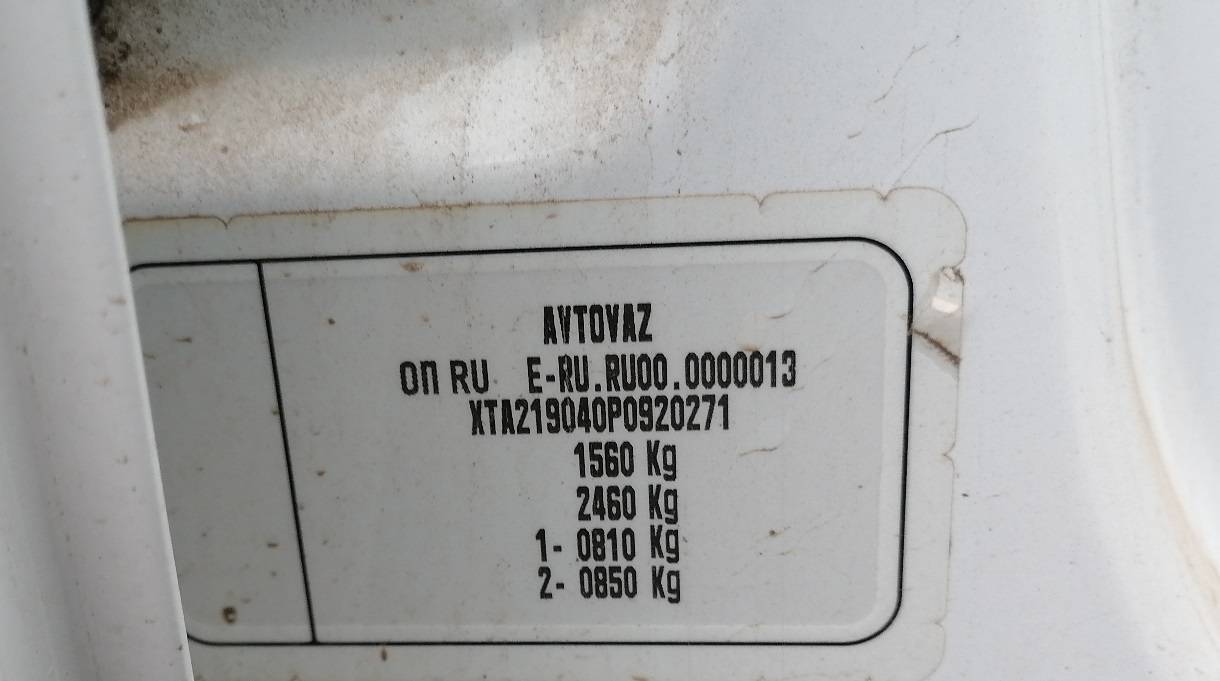 AVTOVAZ
ОП RU E-RU.RU00.0000013
XTA219040P0920271
1560 Kg
2460 Kg
1- 0810 Kg
2- 0850 Kg